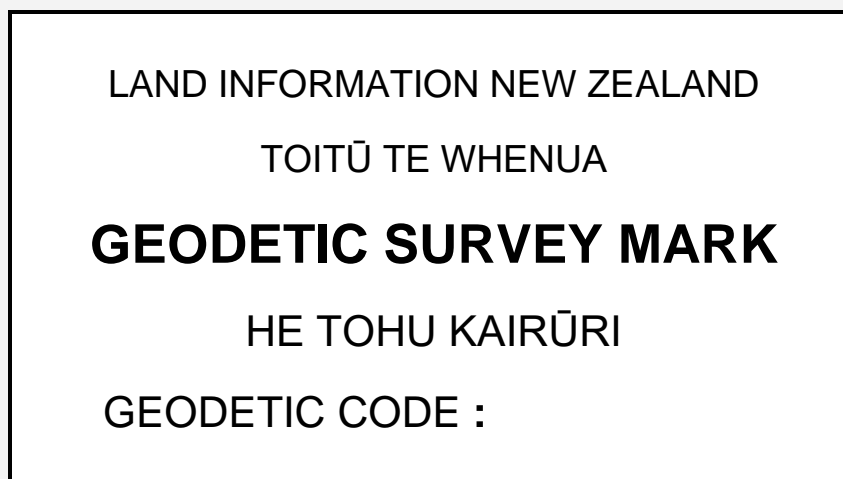 LAND INFORMATION NEW ZEALAND
TOITŪ TE WHENUA
GEODETIC SURVEY MARK
HE TOHU KAIRŪRI
GEODETIC CODE :